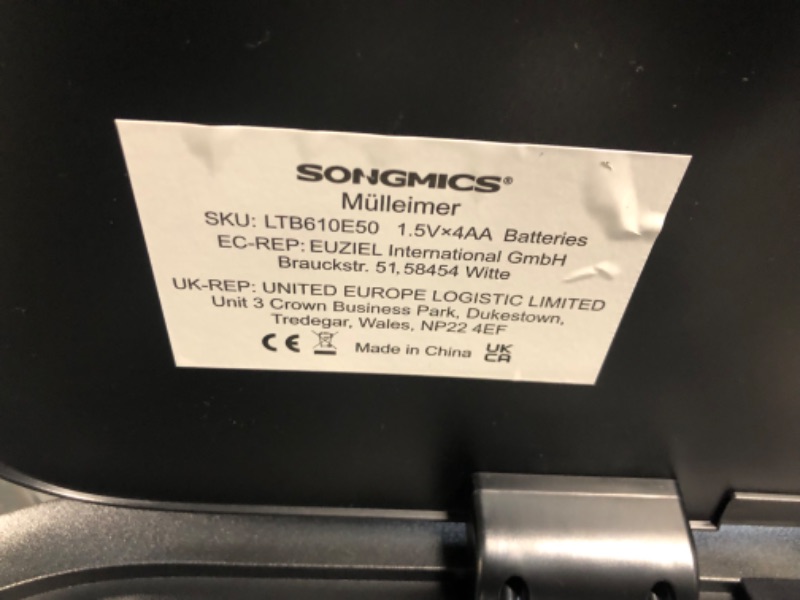 SONGMICS®
Mülleimer
SKU: LTB610E50 1.5V×4AA Batteries
EC-REP: EUZIEL International GmbH
Brauckstr. 51, 58454 Witte
UK-REP: UNITED EUROPE LOGISTIC LIMITED
Unit 3 Crown Business Park, Dukestown,
Tredegar, Wales, NP22 4EF
CE Made in China UK
CA